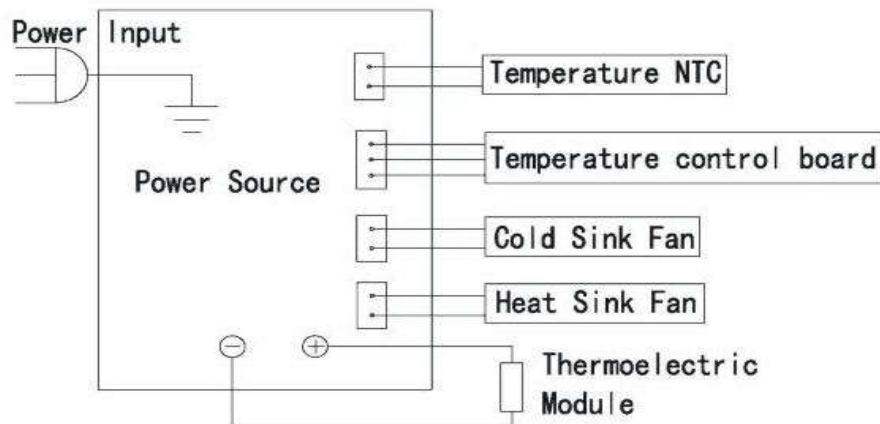 Power Input
Temperature NTC
Temperature control board
Power Source
Cold Sink Fan
Heat Sink Fan
Thermoelectric
Module